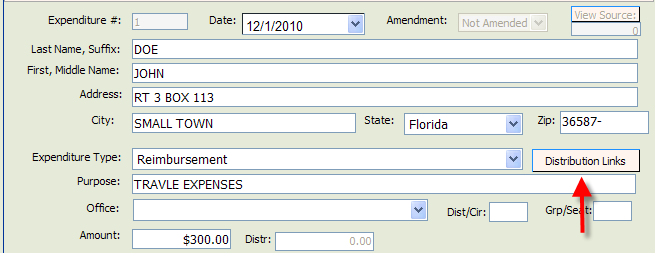 Expenditure #: 1 Date: 12/1/2010 Amendment: Not Amended View Source:
0
Last Name, Suffix: DOE
First, Middle Name: JOHN
Address: RT 3 BOX 113
City: SMALL TOWN State: Florida Zip: 36587-
Expenditure Type: Reimbursement Distribution Links
Purpose: TRAVLE EXPENSES
Office: Dist/Cir: Grp/Seat:
Amount: $300.00 Distr: 0.00